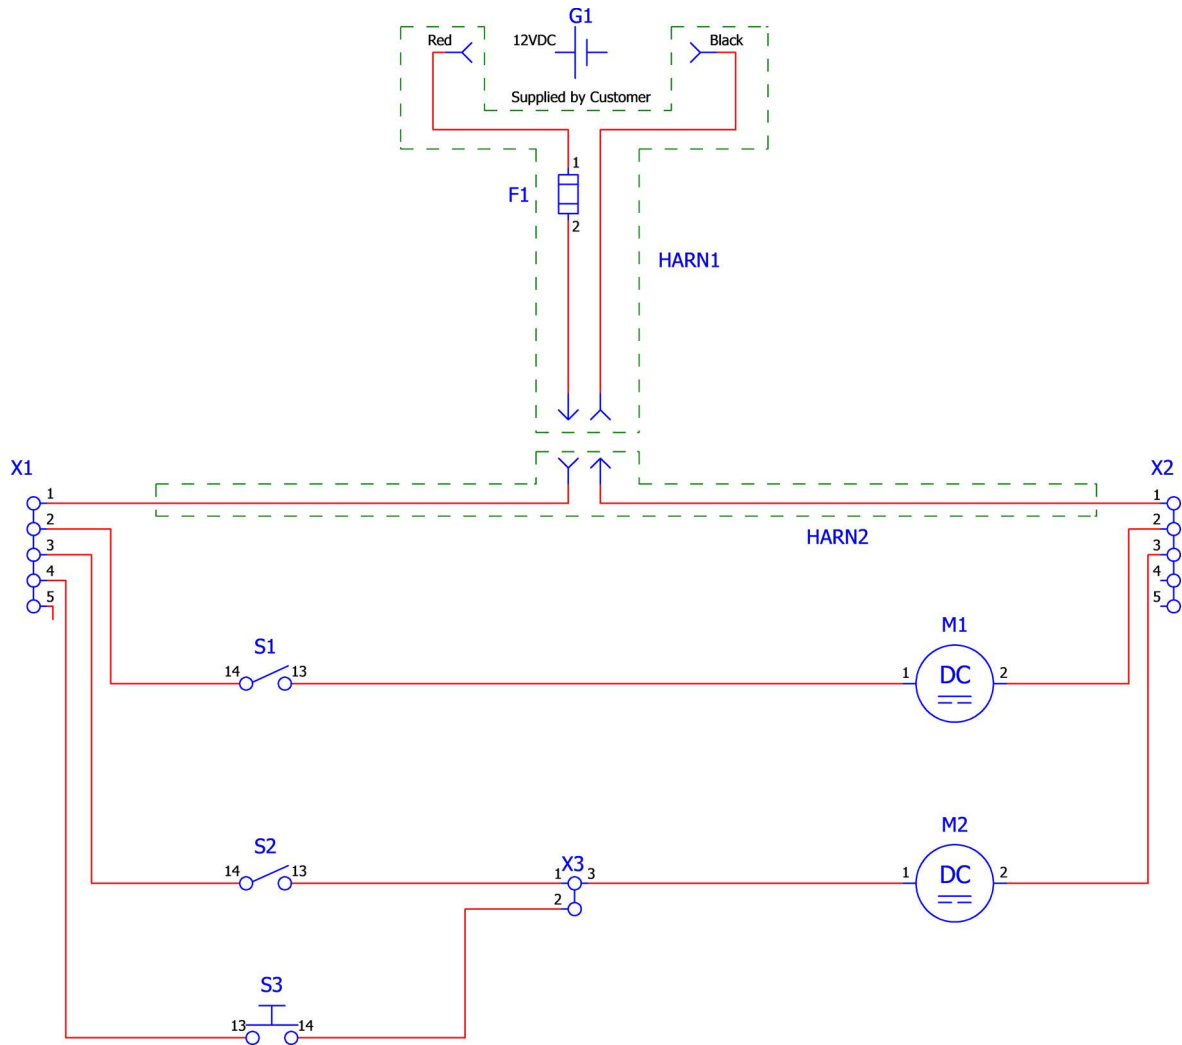 G1
Red
12VDC
Black
Supplied by Customer
1
F1
2
HARN1
X1
X2
1
1
2
2
HARN2
3
3
4
4
5
5
M1
S1
14
13
1
DC
2
M2
S2
X3
14
13
1
3
1
DC
2
2
S3
13
14